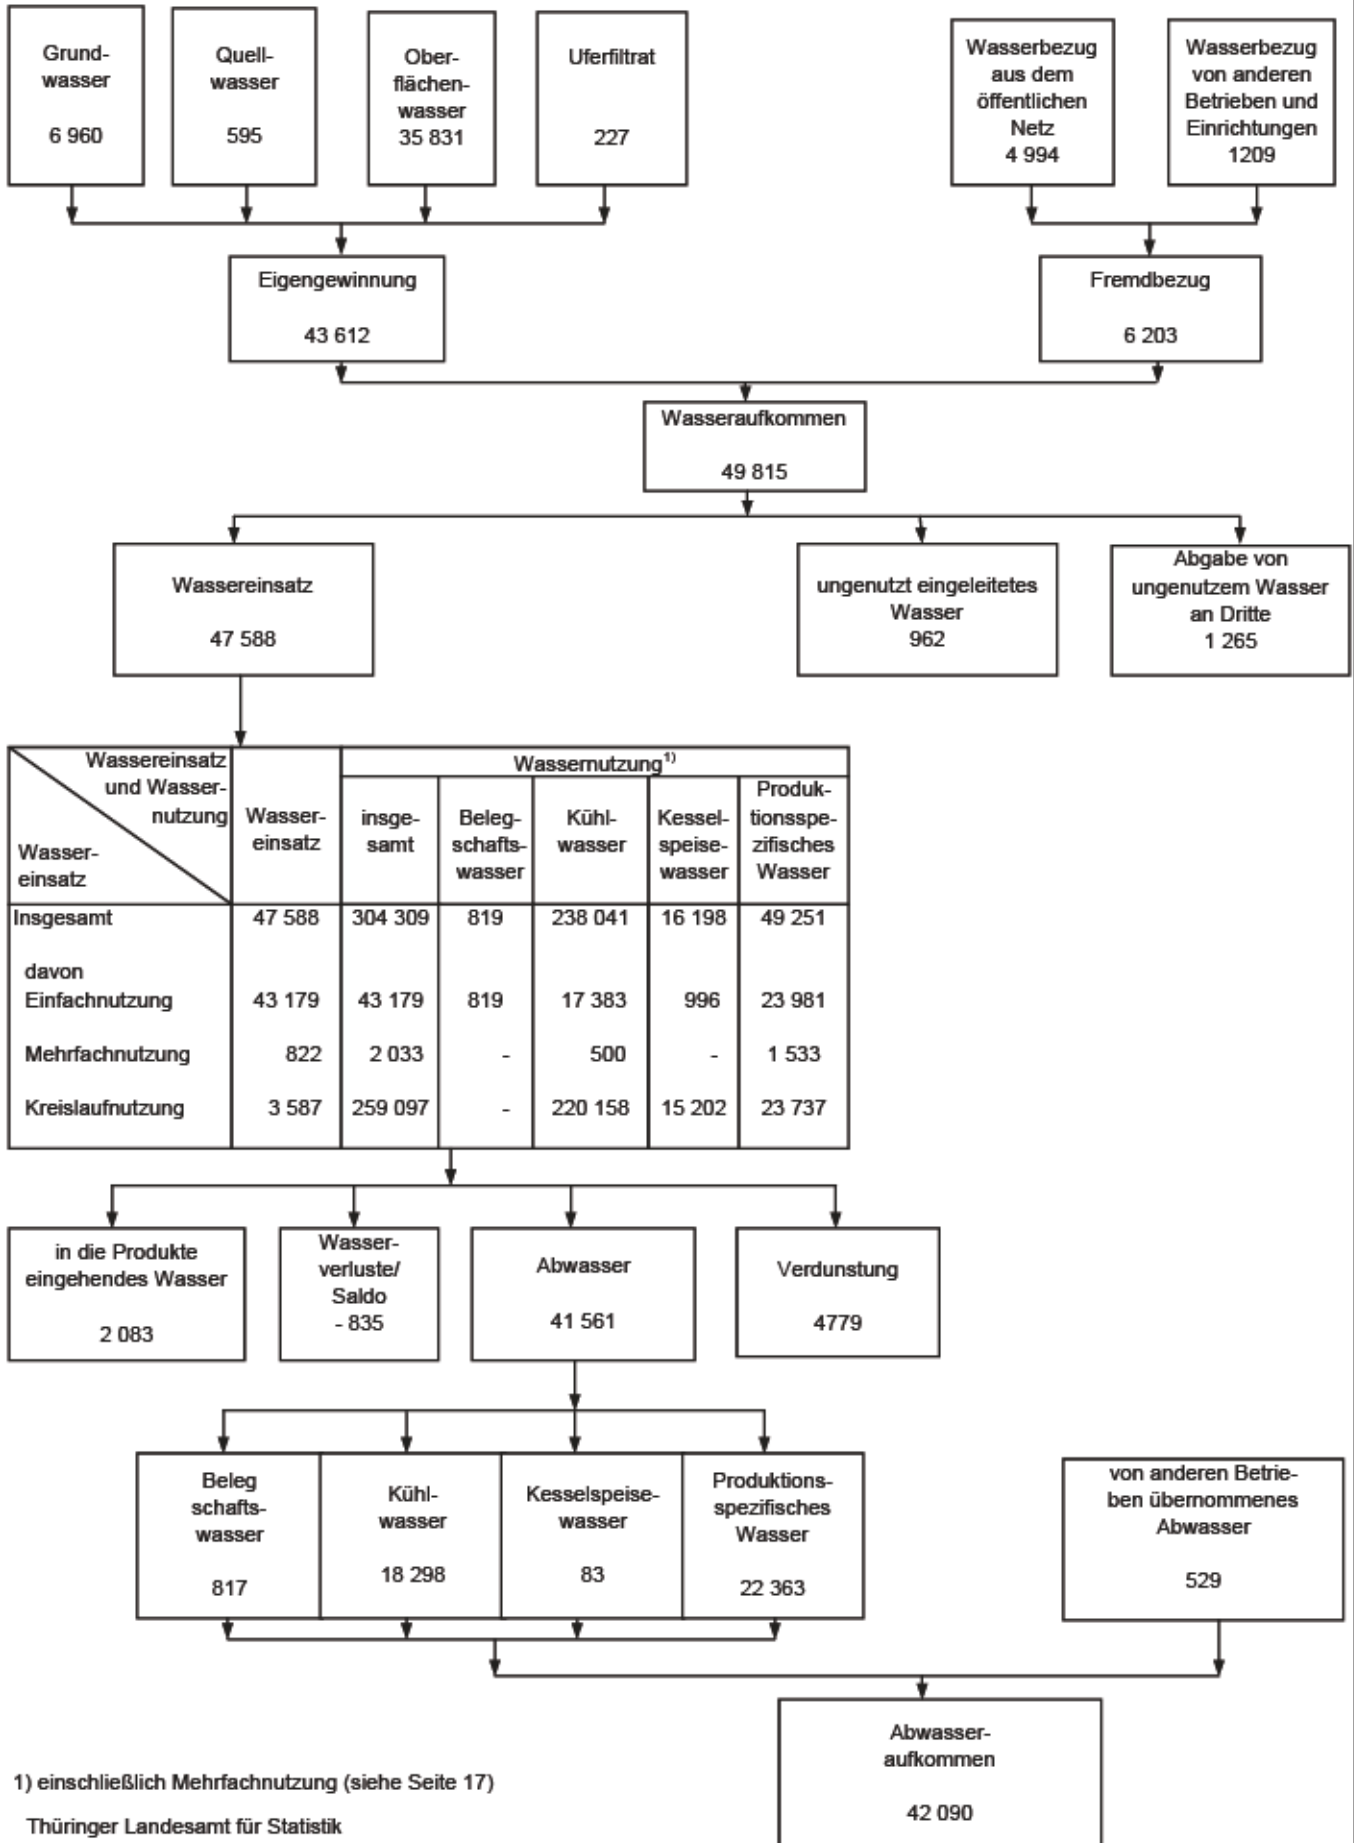 Grund-
wasser
6 960
Quell-
wasser
595
Ober-
flächen-
wasser
35 831
Uferfiltrat
227
Wasserbezug
aus dem
öffentlichen
Netz
4 994
Wasserbezug
von anderen
Betrieben und
Einrichtungen
1209
Eigengewinnung
43 612
Fremdbezug
6 203
Wasseraufkommen
49 815
Wassereinsatz
47 588
ungenutzt eingeleitetes
Wasser
962
Abgabe von
ungenutzem Wasser
an Dritte
1 265
Wassereinsatz
und Wasser-
nutzung
Wasser-
einsatz
Wasser-
einsatz
Wassernutzung1)
insge-
samt
Beleg-
schafts-
wasser
Kühl-
wasser
Kessel-
speise-
wasser
Produk-
tionsspe-
zifisches
Wasser
Insgesamt 47 588 304 309 819 238 041 16 198 49 251
davon
Einfachnutzung 43 179 43 179 819 17 383 996 23 981
Mehrfachnutzung 822 2 033 - 500 - 1 533
Kreislaufnutzung 3 587 259 097 - 220 158 15 202 23 737
in die Produkte
eingehendes Wasser
2 083
Wasser-
verluste/
Saldo
- 835
Abwasser
41 561
Verdunstung
4779
Beleg
schafts-
wasser
817
Kühl-
wasser
18 298
Kesselspeise-
wasser
83
Produktions-
spezifisches
Wasser
22 363
von anderen Betrie-
ben übernommenes
Abwasser
529
Abwasser-
aufkommen
42 090
1) einschließlich Mehrfachnutzung (siehe Seite 17)
Thüringer Landesamt für Statistik